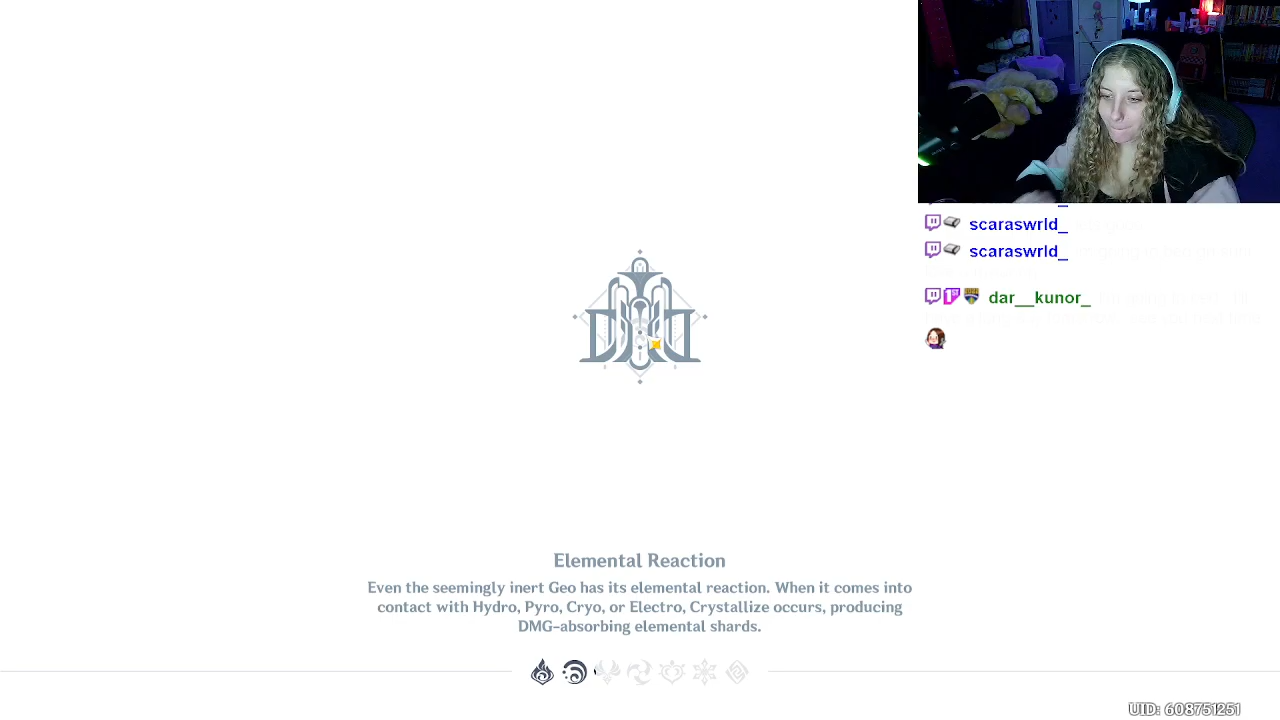 scaraswrld_
scaraswrld_
dar__kunor_
Elemental Reaction
Even the seemingly inert Geo has its elemental reaction. When it comes into
contact with Hydro, Pyro, Cryo, or Electro, Crystallize occurs, producing
DMG-absorbing elemental shards.
UID: 608751251